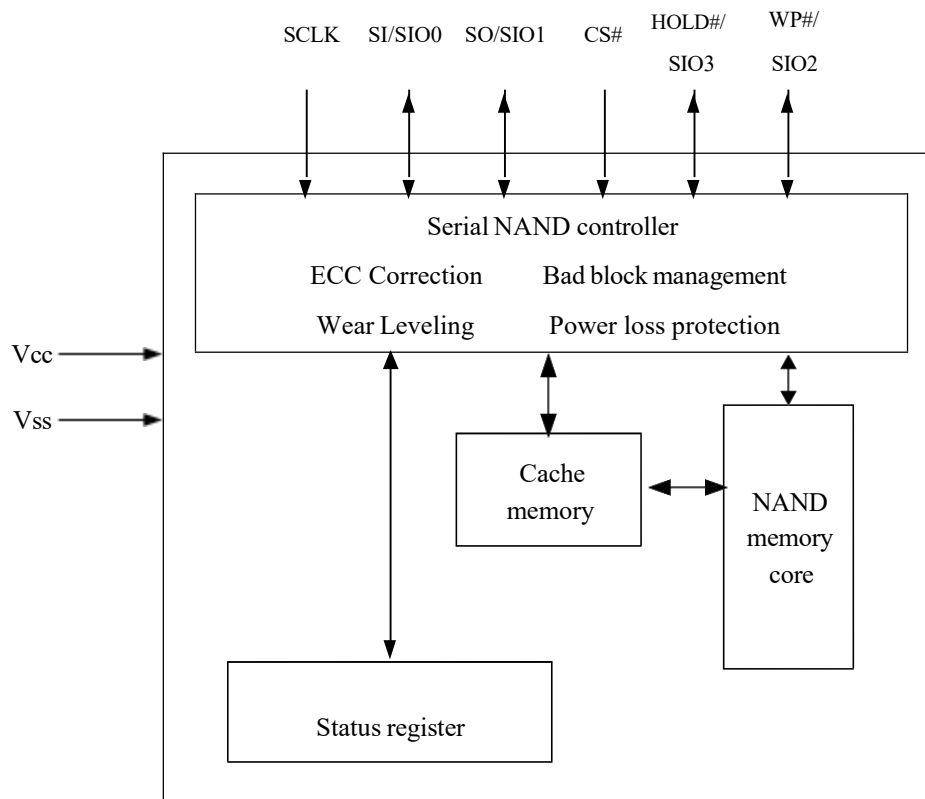 SCLK
SI/SIO0
SO/SIO1
CS#
HOLD#/
SIO3
WP#/
SIO2
Serial NAND controller
ECC Correction
Bad block management
Wear Leveling
Power loss protection
Vcc
Vss
Cache
memory
NAND
memory
core
Status register